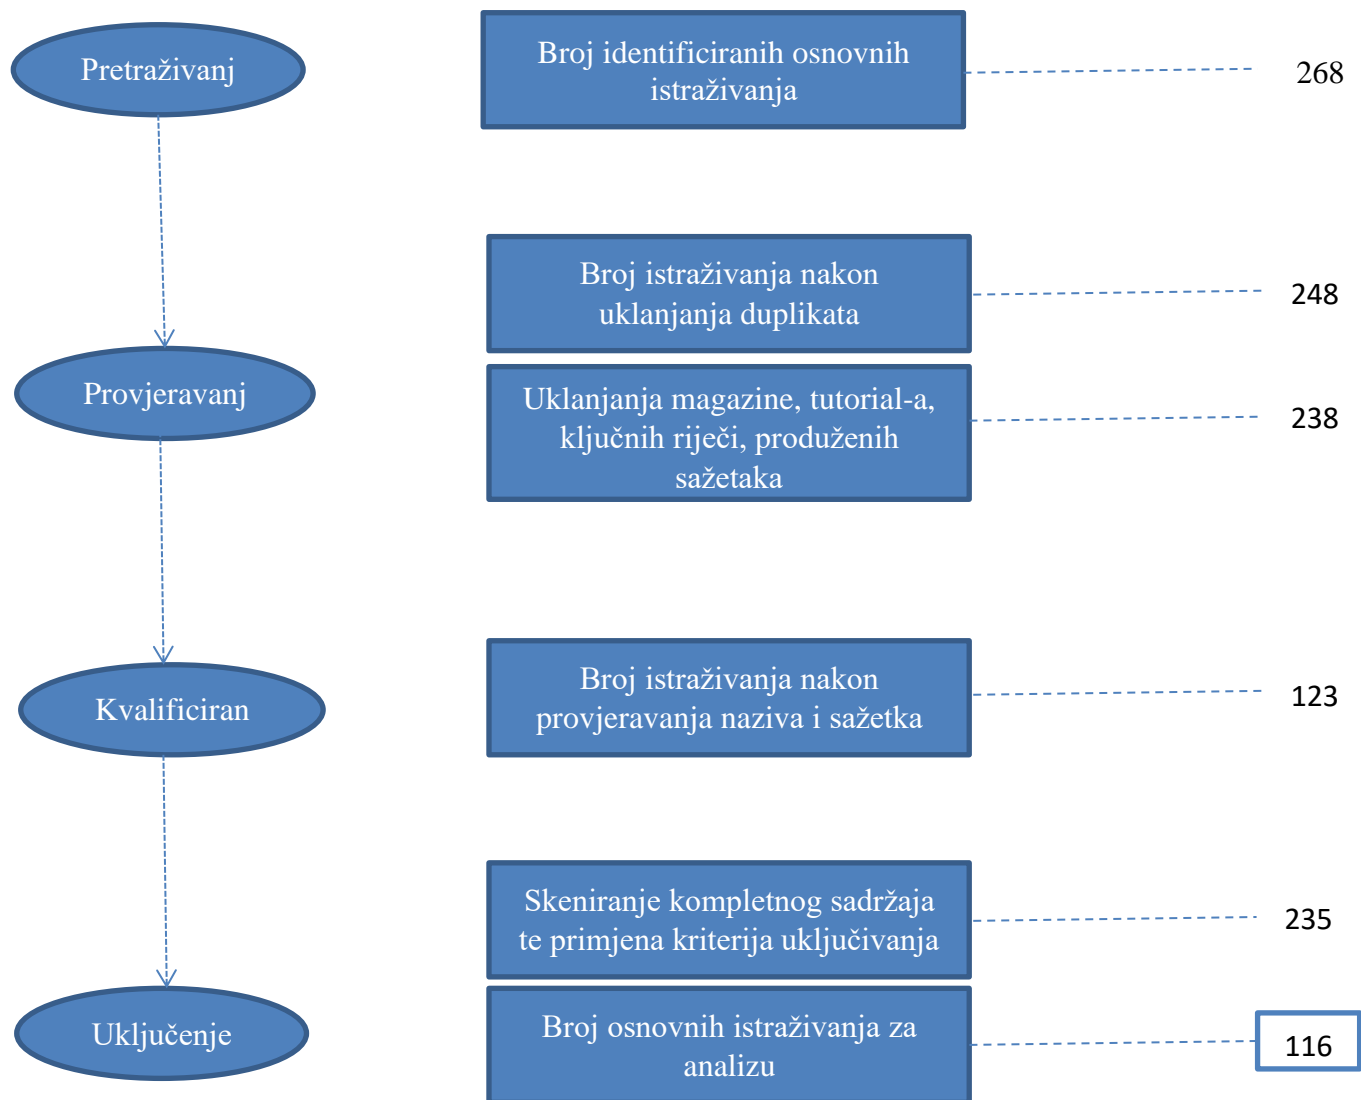 Pretraživanj
Broj identificiranih osnovnih
istraživanja
268
Broj istraživanja nakon
uklanjanja duplikata
248
Provjeravanj
Uklanjanja magazine, tutorial-a,
ključnih riječi, produženih
sažetaka
238
Kvalificiran
Broj istraživanja nakon
provjeravanja naziva i sažetka
123
Skeniranje kompletnog sadržaja
te primjena kriterija uključivanja
235
Uključenje
Broj osnovnih istraživanja za
analizu
116